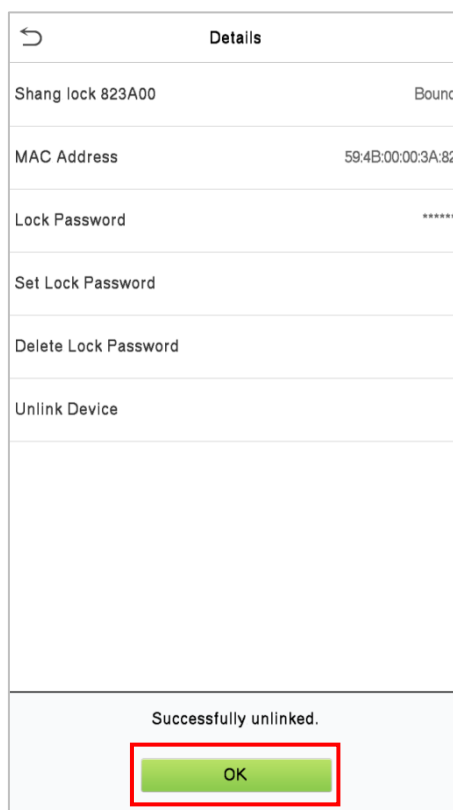 Details
Shang lock 823A00 Bound
MAC Address 59:4B:00:00:3A:82
Lock Password ******
Set Lock Password
Delete Lock Password
Unlink Device
Successfully unlinked.
OK